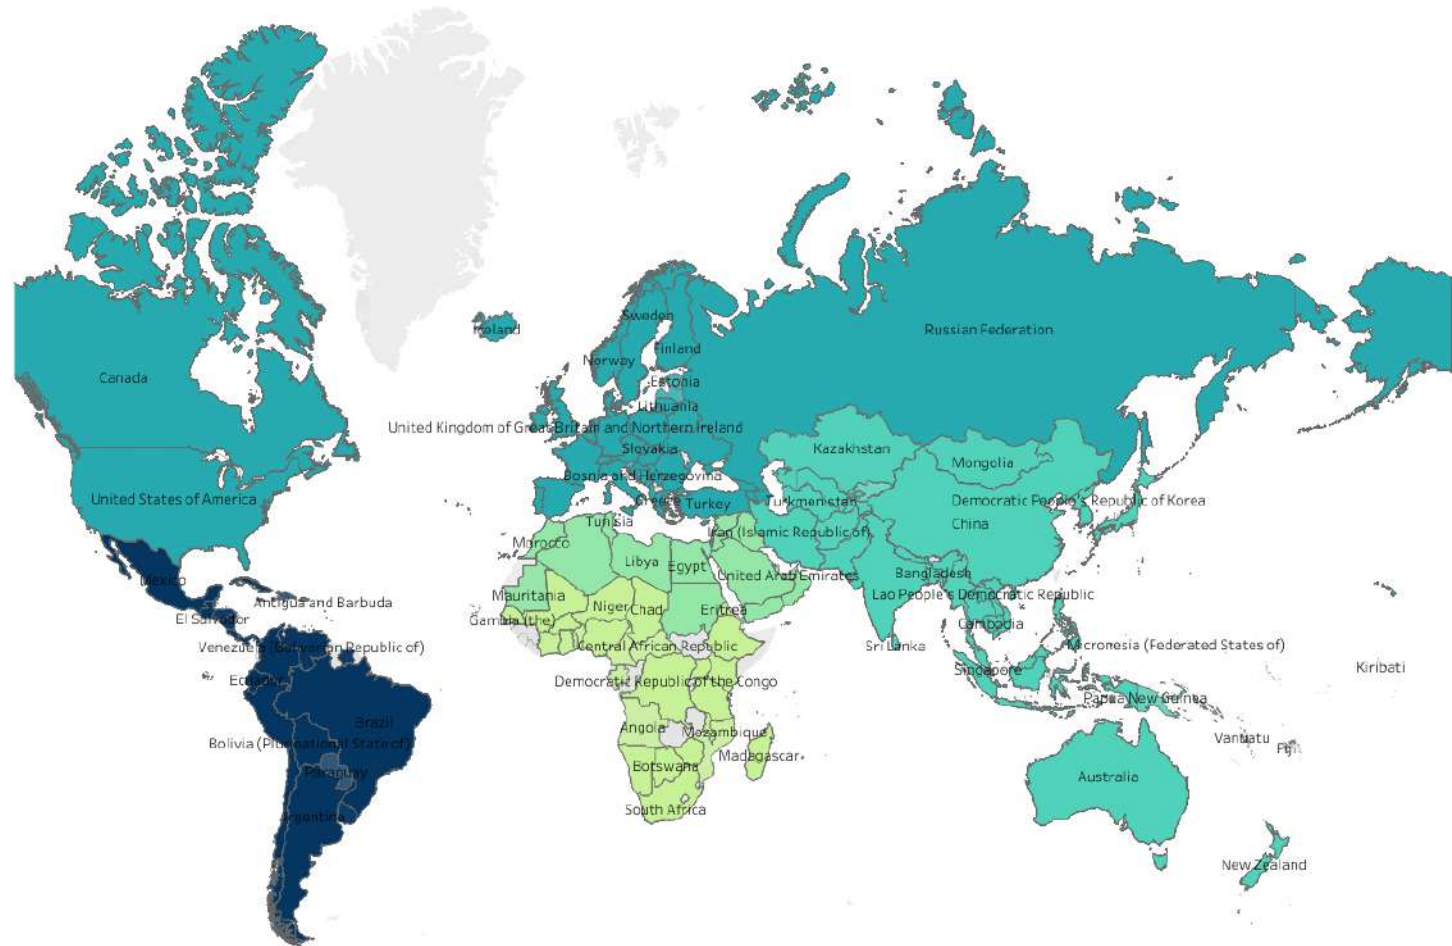 Iceland
Sweden
Russian Federation
Finland
Norway
Canada
Estonia
Lithuania
United Kingdom of Great Britain and Northern Ireland
Slovakia
Kazakhstan
Mongolia
Bosnia and Herzegovina
United States of America
Greece
Turkey
Turkmenistan
Democratic People's Republic of Korea
China
Tunisia
Morocco
Iran (Islamic Republic of)
Libya
Egypt
Mexico
United Arab Emirates
Bangladesh
Mauritania
Lao People's Democratic Republic
Antigua and Barbuda
Niger
Chad
Eritrea
El Salvador
Gambia (the)
Cambodia
Venezuela (Bolivarian Republic of)
Central African Republic
Sri Lanka
Micronesia (Federated States of)
Singapore
Kiribati
Ecuador
Democratic Republic of the Congo
Papua New Guinea
Brazil
Angola
Mozambique
Vanuatu
Bolivia (Plurinational State of)
Fiji
Madagascar
Paraguay
Botswana
Australia
Argentina
South Africa
New Zealand